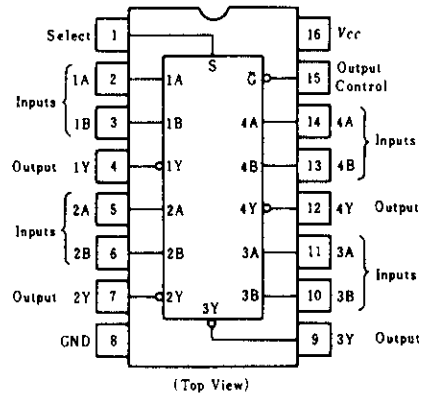 Select 1 16 Vcc
S
1A 2 1A G̅ 15 Output Control
Inputs
1B 3 1B 4A 14 4A
Inputs
Output 1Y 4 1Y 4B 13 4B
2A 5 2A 4Y 12 4Y Output
Inputs
2B 6 2B 3A 11 3A
Inputs
Output 2Y 7 2Y 3B 10 3B
3Y
GND 8 9 3Y Output
(Top View)